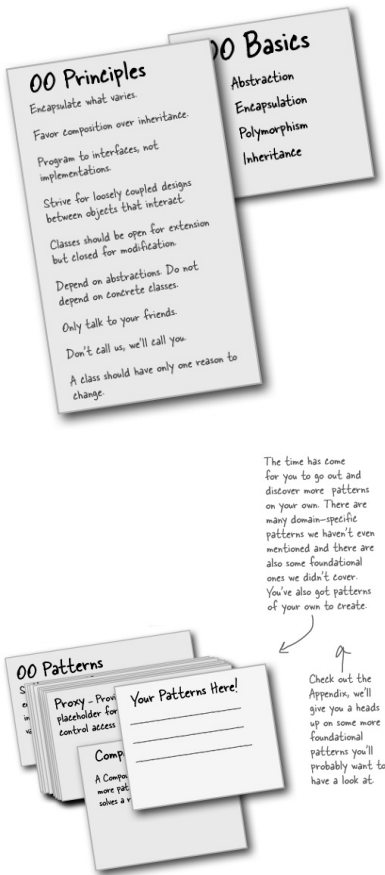 OO Principles
Encapsulate what varies.
Favor composition over inheritance.
Program to interfaces, not
implementations.
Strive for loosely coupled designs
between objects that interact.
Classes should be open for extension
but closed for modification.
Depend on abstractions. Do not
depend on concrete classes.
Only talk to your friends.
Don't call us, we'll call you.
A class should have only one reason to
change.
OO Basics
Abstraction
Encapsulation
Polymorphism
Inheritance
The time has come
for you to go out and
discover more patterns
on your own. There are
many domain-specific
patterns we haven't even
mentioned and there are
also some foundational
ones we didn't cover.
You've also got patterns
of your own to create.
OO Patterns
Proxy - Provi
placeholder for
control access
Your Patterns Here!
Comp
A Compou
more pat
solves a
Check out the
Appendix, we'll
give you a heads
up on some more
foundational
patterns you'll
probably want to
have a look at.